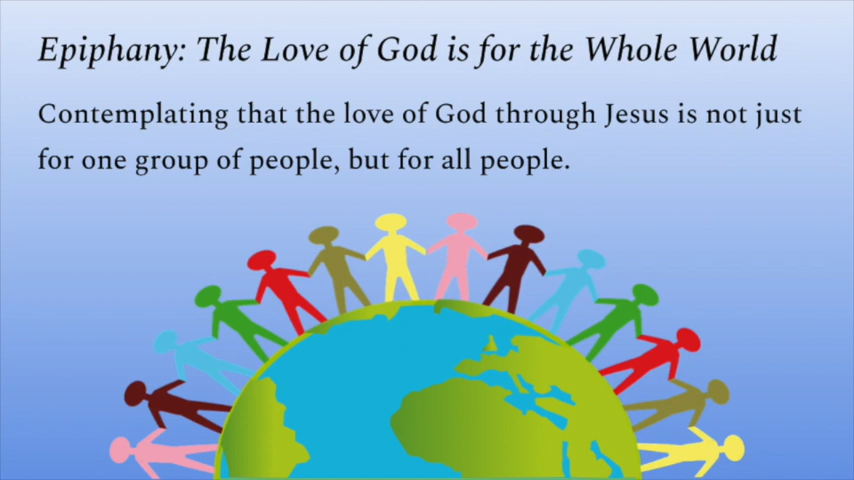 Epiphany: The Love of God is for the Whole World
Contemplating that the love of God through Jesus is not just
for one group of people, but for all people.